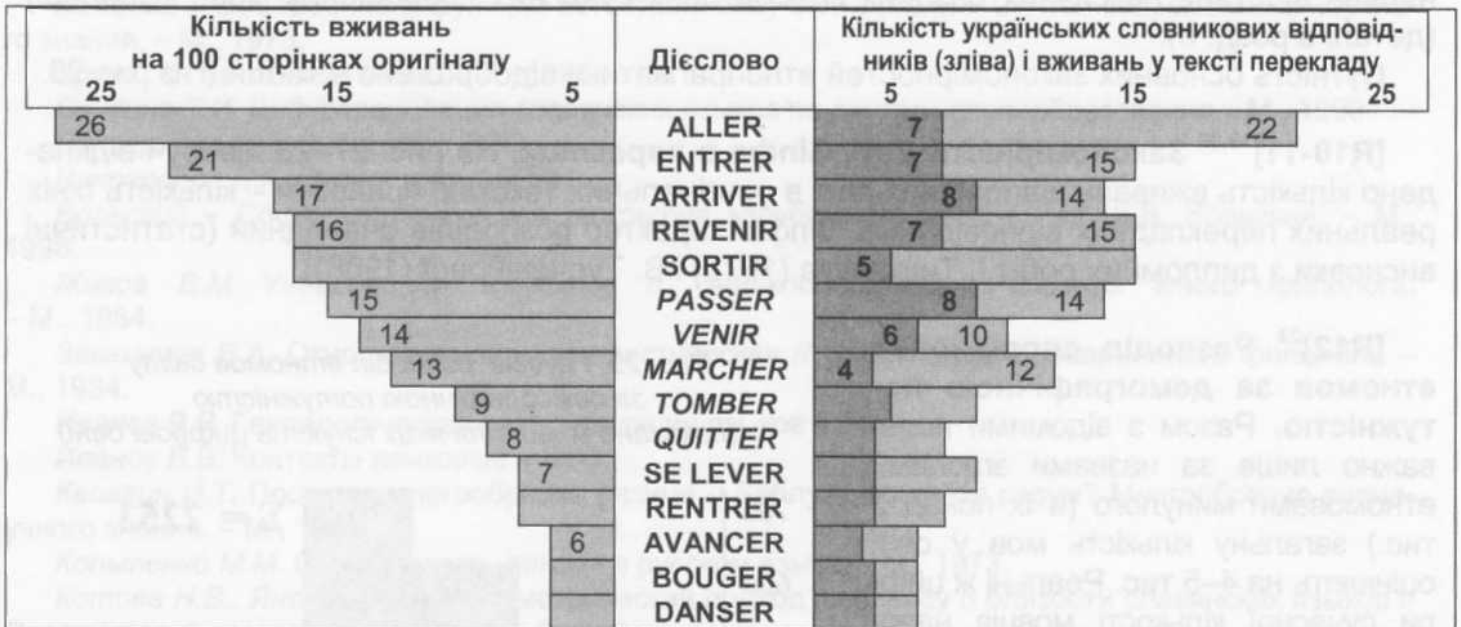 Кількість вживань
на 100 сторінках оригіналу
Дієслово
Кількість українських словникових відповід-
ників (зліва) і вживань у тексті перекладу
25 15 5 5 15 25
26 ALLER 7 22
21 ENTRER 7 15
17 ARRIVER 8 14
16 REVENIR 7 15
SORTIR 5
15 PASSER 8 14
14 VENIR 6 10
13 MARCHER 4 12
9 TOMBER
8 QUITTER
7 SE LEVER
RENTRER
6 AVANCER
BOUGER
DANSER